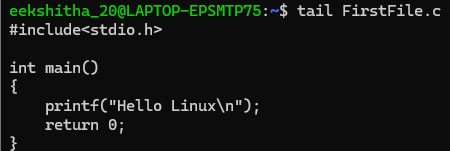 eekshitha_20@LAPTOP-EPSMTP75:~$ tail FirstFile.c
#include<stdio.h>

int main()
{
    printf("Hello Linux\n");
    return 0;
}